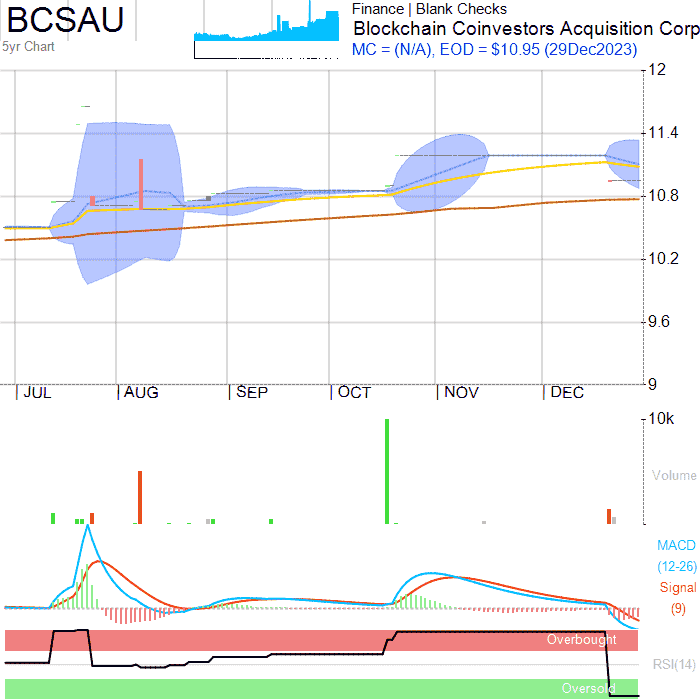 BCSAU
5yr Chart
Finance | Blank Checks
Blockchain Coinvestors Acquisition Corp
MC = (N/A), EOD = $10.95 (29Dec2023)
12
11.4
10.8
10.2
9.6
9
JUL AUG SEP OCT NOV DEC
10k
Volume
MACD
(12-26)
Signal
(9)
Overbought
RSI(14)
Oversold